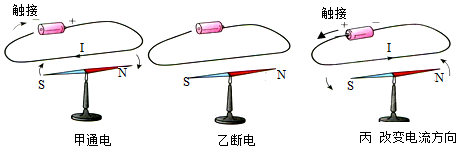 触接 - +
I
S N
甲通电
S N
乙断电
触接 + -
I
S N
丙 改变电流方向